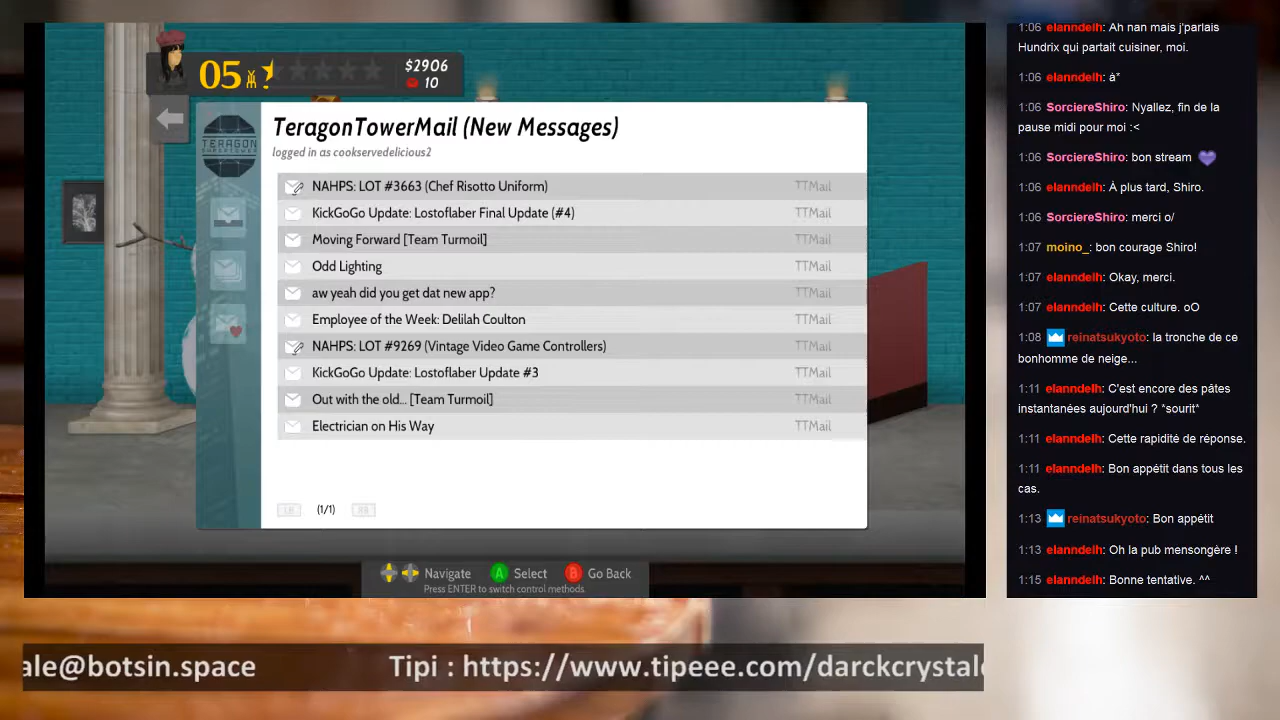 05
$2906
10
TERAGON
TeragonTowerMail (New Messages)
logged in as cookservedelicious2
NAHPS: LOT #3663 (Chef Risotto Uniform) TTMail
KickGoGo Update: Lostoflaber Final Update (#4) TTMail
Moving Forward [Team Turmoil] TTMail
Odd Lighting TTMail
aw yeah did you get dat new app? TTMail
Employee of the Week: Delilah Coulton TTMail
NAHPS: LOT #9269 (Vintage Video Game Controllers) TTMail
KickGoGo Update: Lostoflaber Update #3 TTMail
Out with the old... [Team Turmoil] TTMail
Electrician on His Way TTMail
LB (1/1) RB
Navigate A Select B Go Back
Press ENTER to switch control methods.
1:06 elanndelh: Ah nan mais j'parlais
Hundrix qui partait cuisiner, moi.
1:06 elanndelh: à*
1:06 SorciereShiro: Nyallez, fin de la
pause midi pour moi :<
1:06 SorciereShiro: bon stream
1:06 elanndelh: À plus tard, Shiro.
1:06 SorciereShiro: merci o/
1:07 moino_: bon courage Shiro!
1:07 elanndelh: Okay, merci.
1:07 elanndelh: Cette culture. oO
1:08 reinatsukyoto: la tronche de ce
bonhomme de neige...
1:11 elanndelh: C'est encore des pâtes
instantanées aujourd'hui ? *sourit*
1:11 elanndelh: Cette rapidité de réponse.
1:11 elanndelh: Bon appétit dans tous les
cas.
1:13 reinatsukyoto: Bon appétit
1:13 elanndelh: Oh la pub mensongére !
1:15 elanndelh: Bonne tentative. ^^
ale@botsin.space Tipi : https://www.tipeee.com/darckcrystale